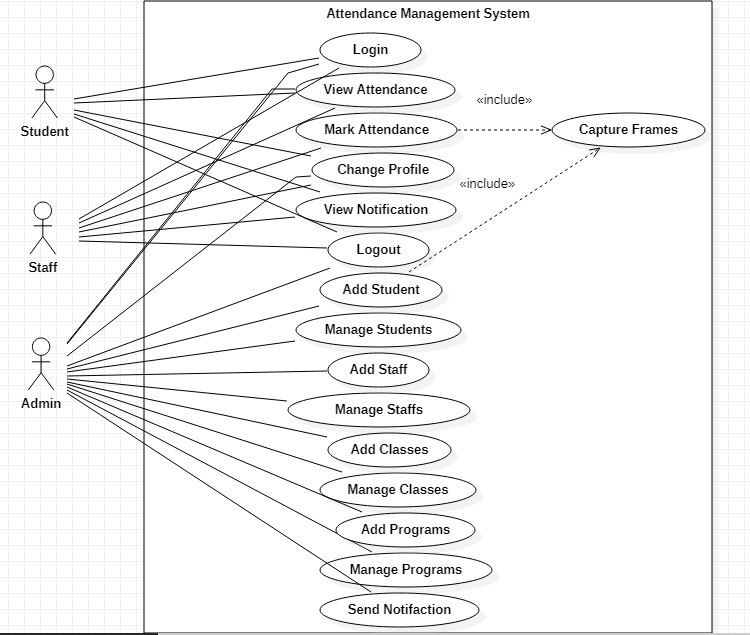 Attendance Management System
Login
View Attendance
«include»
Mark Attendance
Capture Frames
Student
Change Profile
«include»
View Notification
Logout
Staff
Add Student
Manage Students
Add Staff
Admin
Manage Staffs
Add Classes
Manage Classes
Add Programs
Manage Programs
Send Notifaction